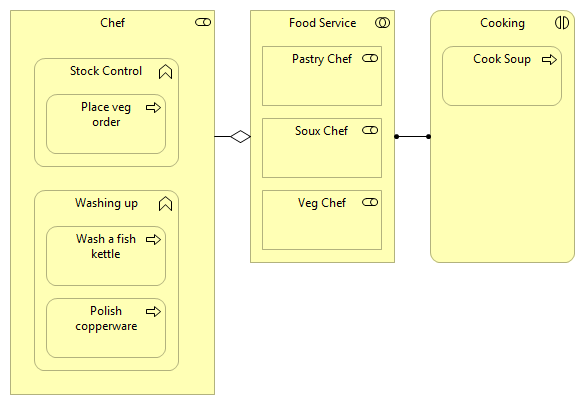 Chef
Stock Control
Place veg
order
Washing up
Wash a fish
kettle
Polish
copperware
Food Service
Pastry Chef
Soux Chef
Veg Chef
Cooking
Cook Soup